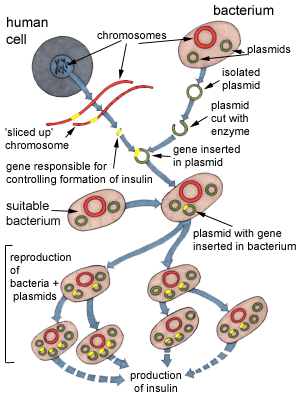 human
cell
bacterium
chromosomes
plasmids
isolated
plasmid
plasmid
cut with
enzyme
'sliced up'
chromosome
gene inserted
in plasmid
gene responsible for
controlling formation of insulin
suitable
bacterium
plasmid with gene
inserted in bacterium
reproduction
of
bacteria +
plasmids
production
of insulin